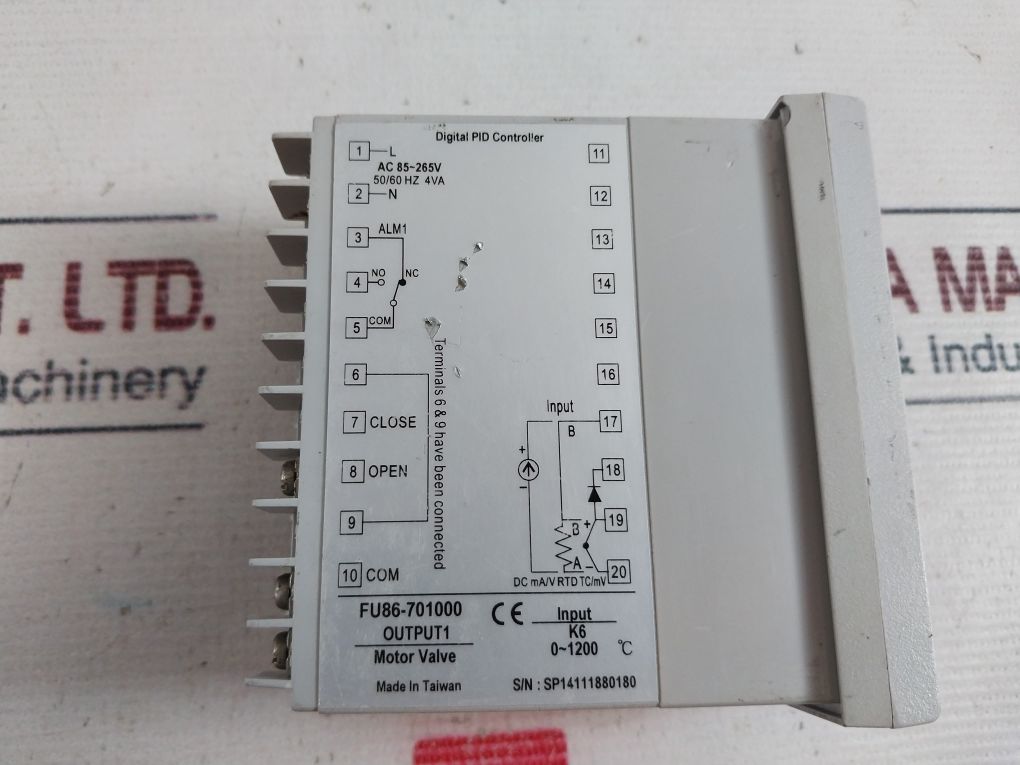 Digital PID Controller
1 L
AC 85~265V
50/60 HZ 4VA
2 N
3 ALM1
4 NO NC
5 COM
6
7 CLOSE
8 OPEN
9
10 COM
Terminals 6 & 9 have been connected
11
12
13
14
15
16
Input
17
B
+
-
18
19
B
+
A
-
20
DC mA/V RTD TC/mV
FU86-701000
OUTPUT1
Motor Valve
CE
Input
K6
0~1200 ℃
Made In Taiwan
S/N : SP14111880180
T. LTD.
achinery
A MA
& Indu